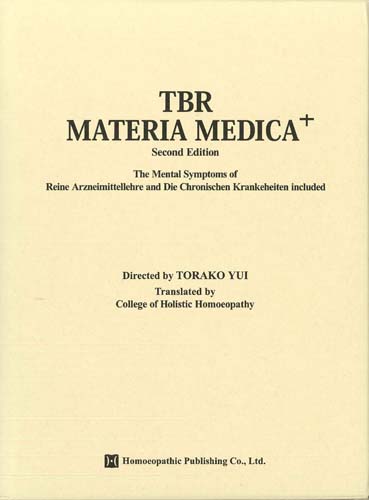 TBR
MATERIA MEDICA+
Second Edition
The Mental Symptoms of
Reine Arzneimittellehre and Die Chronischen Krankeheiten included
Directed by TORAKO YUI
Translated by
College of Holistic Homoeopathy
Homoeopathic Publishing Co., Ltd.